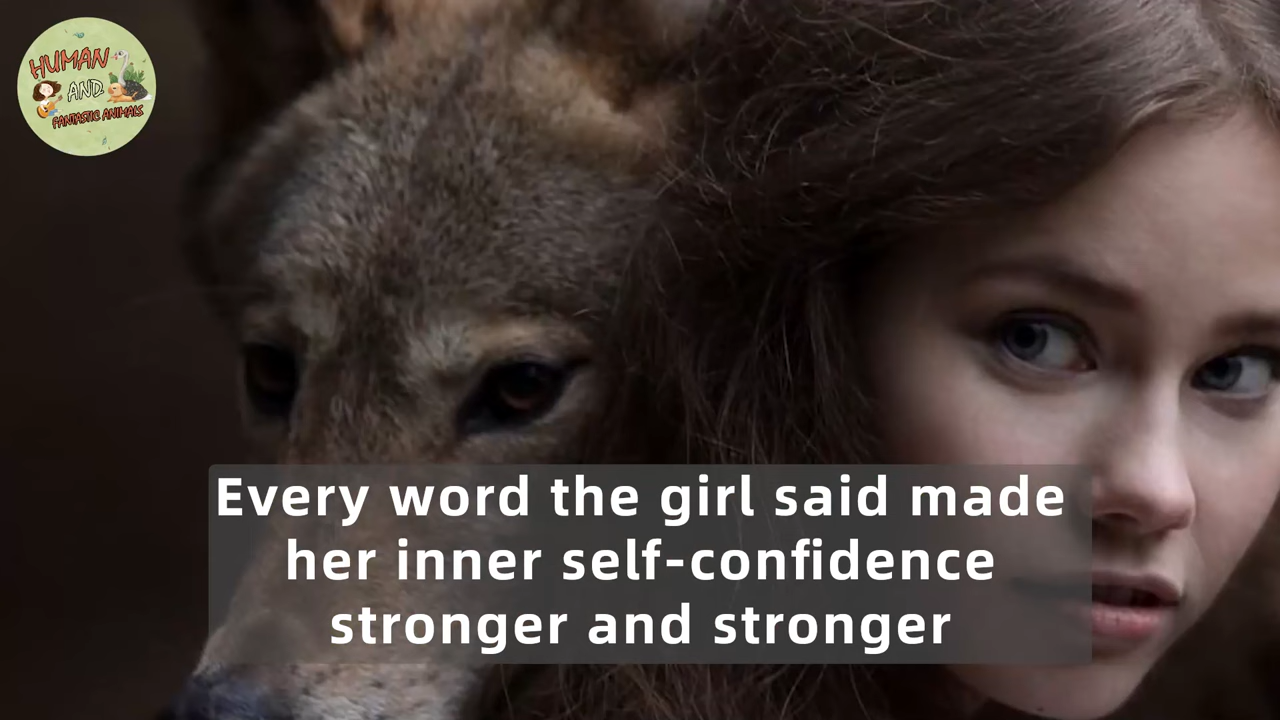 HUMAN
AND
FANTASTIC ANIMALS
Every word the girl said made
her inner self-confidence
stronger and stronger